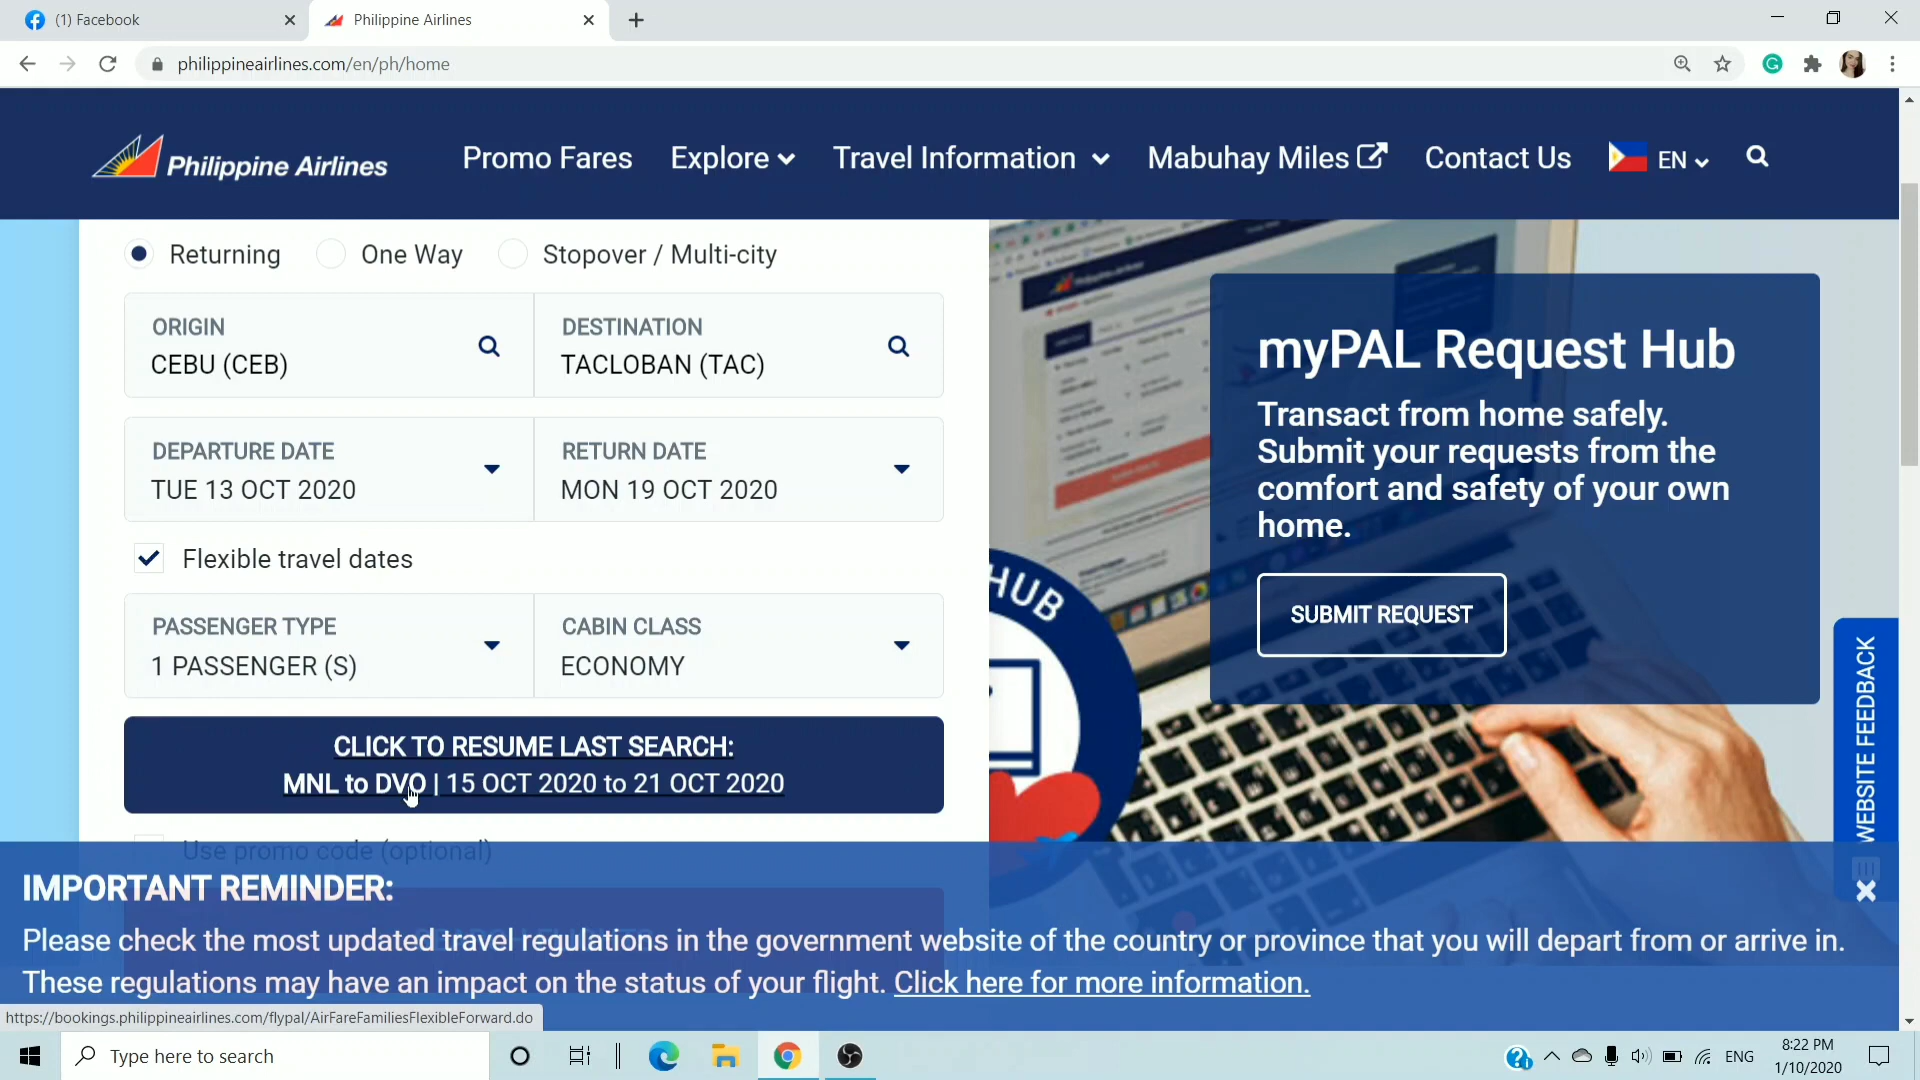 (1) Facebook
Philippine Airlines
philippineairlines.com/en/ph/home
Philippine Airlines
Promo Fares
Explore
Travel Information
Mabuhay Miles
Contact Us
EN
Returning
One Way
Stopover / Multi-city
ORIGIN
CEBU (CEB)
DESTINATION
TACLOBAN (TAC)
DEPARTURE DATE
TUE 13 OCT 2020
RETURN DATE
MON 19 OCT 2020
Flexible travel dates
PASSENGER TYPE
1 PASSENGER (S)
CABIN CLASS
ECONOMY
CLICK TO RESUME LAST SEARCH:
MNL to DVO | 15 OCT 2020 to 21 OCT 2020
Use promo code (optional)
myPAL Request Hub
Transact from home safely.
Submit your requests from the
comfort and safety of your own
home.
SUBMIT REQUEST
HUB
WEBSITE FEEDBACK
IMPORTANT REMINDER:
Please check the most updated travel regulations in the government website of the country or province that you will depart from or arrive in.
These regulations may have an impact on the status of your flight. Click here for more information.
https://bookings.philippineairlines.com/flypal/AirFareFamiliesFlexibleForward.do
Type here to search
ENG
8:22 PM
1/10/2020